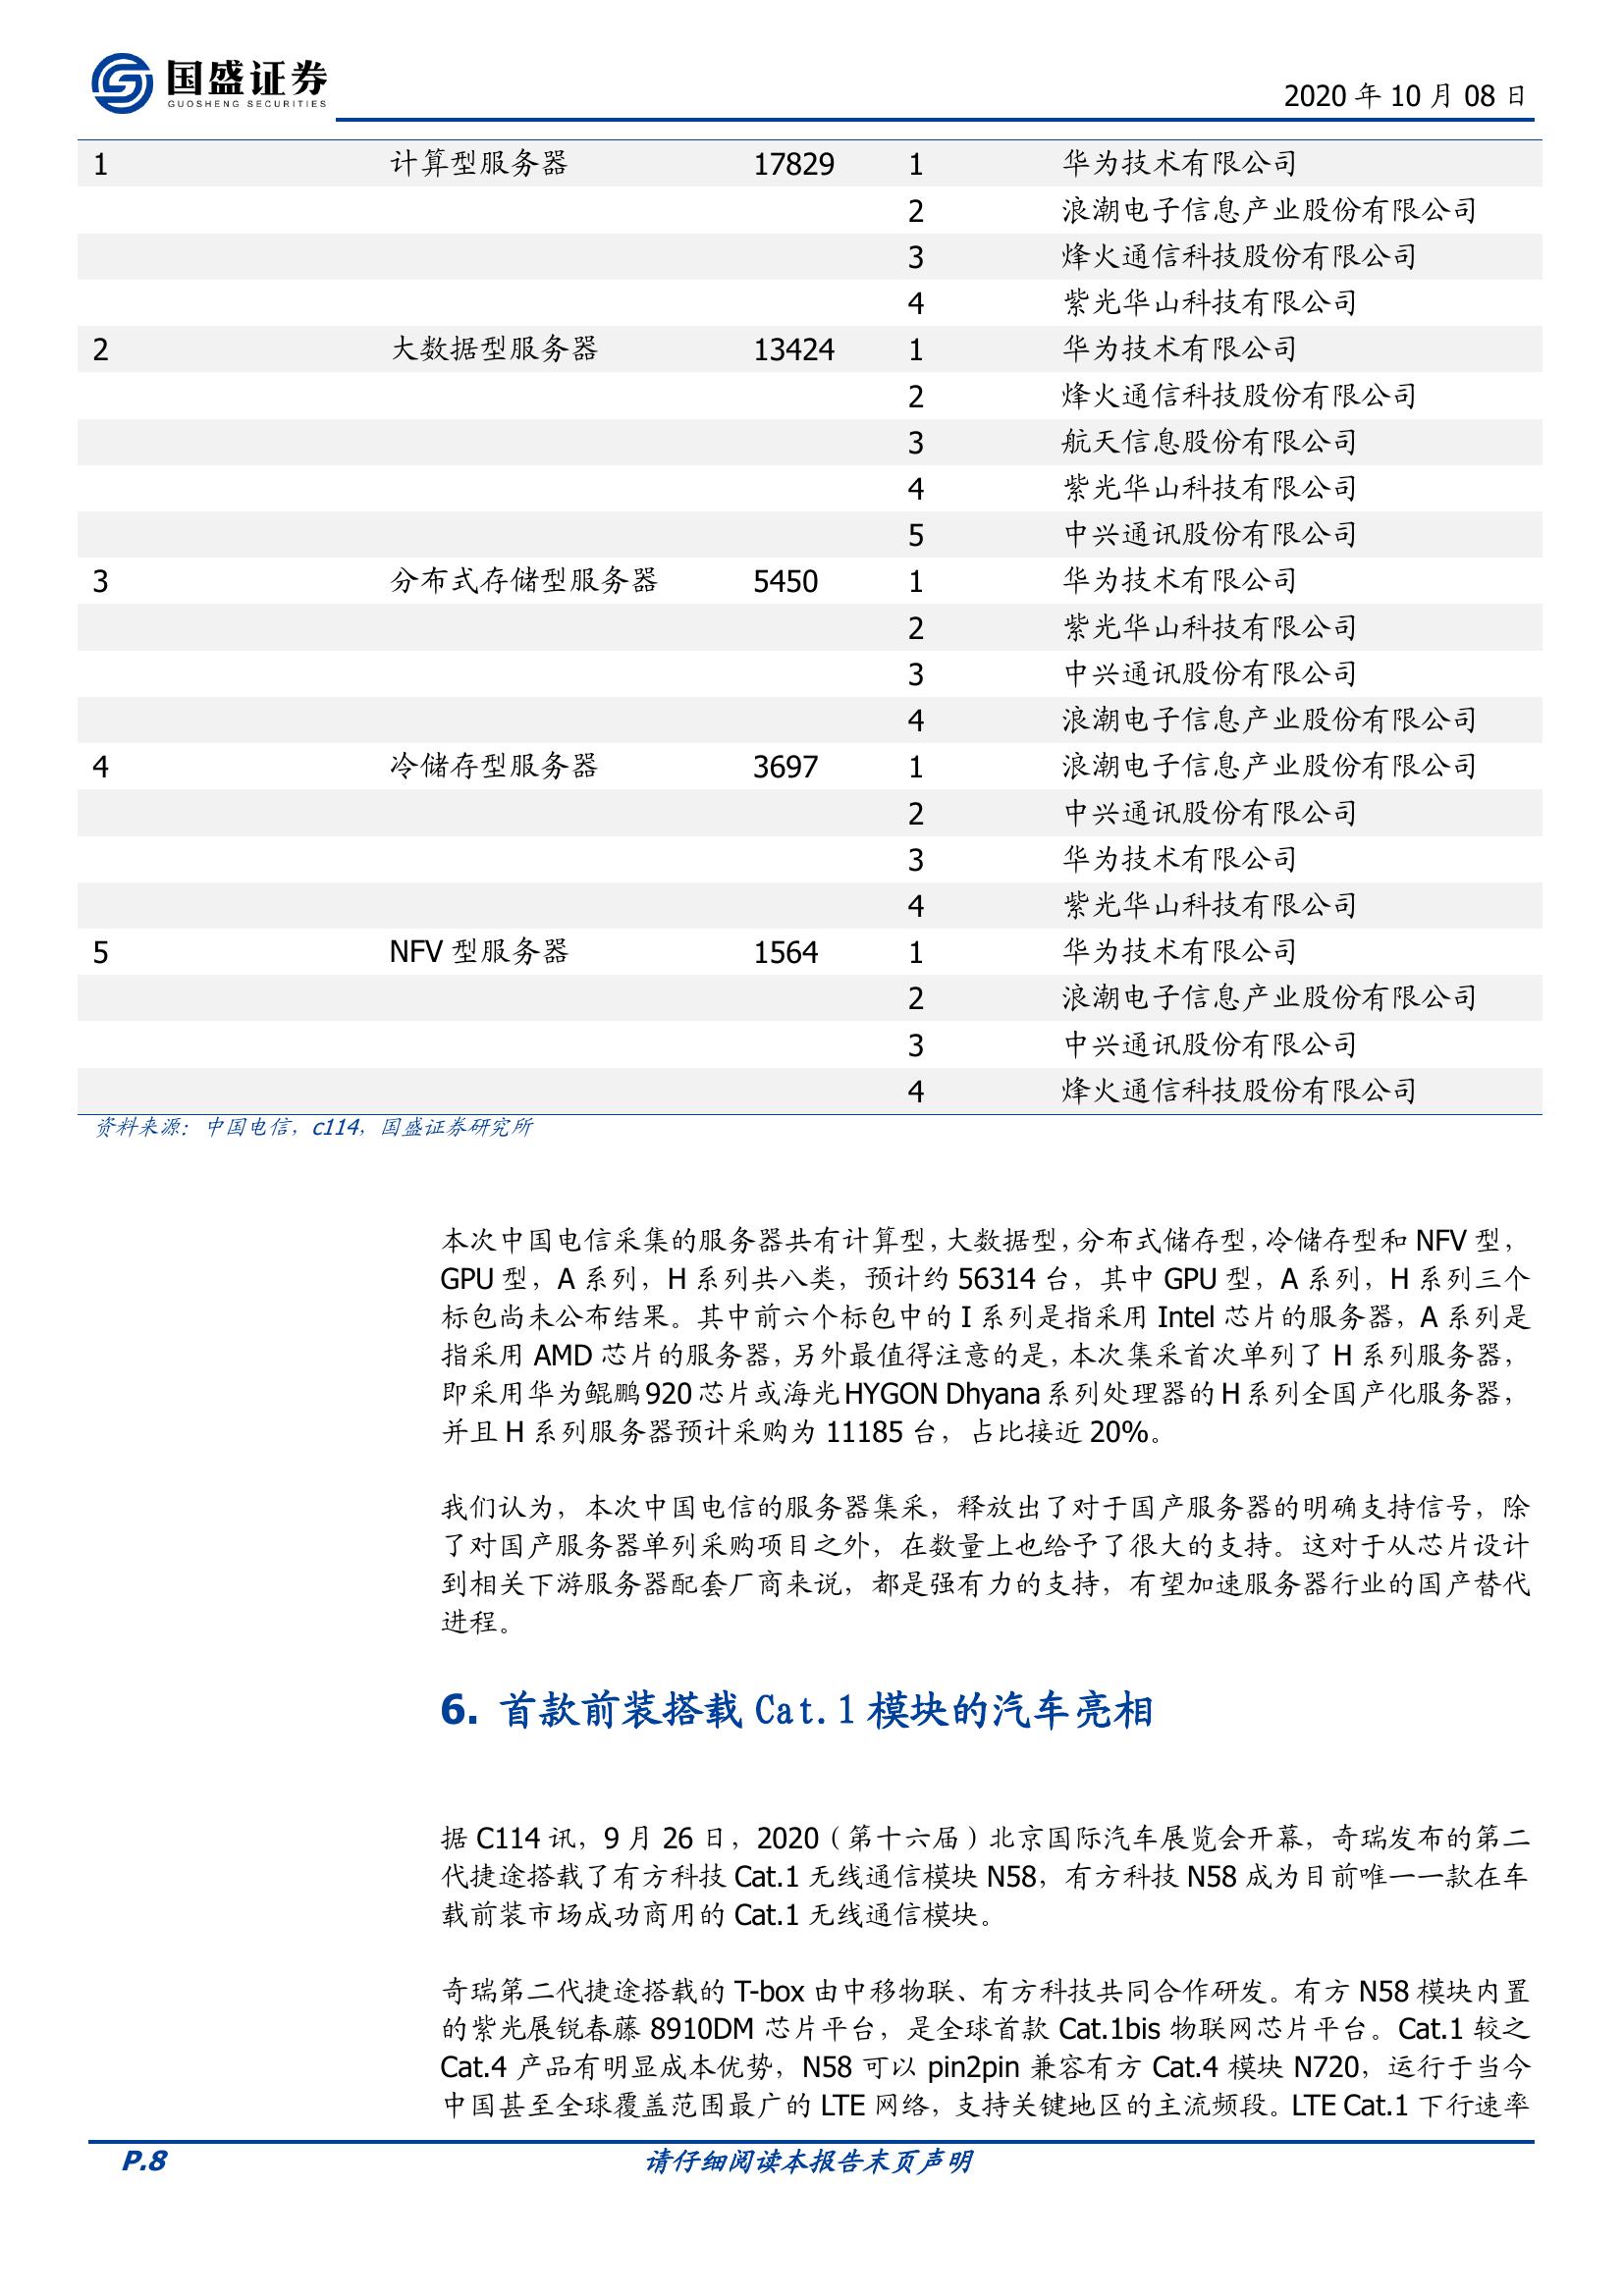 国盛证券
GUOSHENG SECURITIES
2020 年 10 月 08 日
1 计算型服务器 17829 1 华为技术有限公司
2 浪潮电子信息产业股份有限公司
3 烽火通信科技股份有限公司
4 紫光华山科技有限公司
2 大数据型服务器 13424 1 华为技术有限公司
2 烽火通信科技股份有限公司
3 航天信息股份有限公司
4 紫光华山科技有限公司
5 中兴通讯股份有限公司
3 分布式存储型服务器 5450 1 华为技术有限公司
2 紫光华山科技有限公司
3 中兴通讯股份有限公司
4 浪潮电子信息产业股份有限公司
4 冷储存型服务器 3697 1 浪潮电子信息产业股份有限公司
2 中兴通讯股份有限公司
3 华为技术有限公司
4 紫光华山科技有限公司
5 NFV 型服务器 1564 1 华为技术有限公司
2 浪潮电子信息产业股份有限公司
3 中兴通讯股份有限公司
4 烽火通信科技股份有限公司
资料来源：中国电信，c114，国盛证券研究所
本次中国电信采集的服务器共有计算型，大数据型，分布式储存型，冷储存型和 NFV 型，
GPU 型，A 系列，H 系列共八类，预计约 56314 台，其中 GPU 型，A 系列，H 系列三个
标包尚未公布结果。其中前六个标包中的 I 系列是指采用 Intel 芯片的服务器，A 系列是
指采用 AMD 芯片的服务器，另外最值得注意的是，本次集采首次单列了 H 系列服务器，
即采用华为鲲鹏 920 芯片或海光 HYGON Dhyana 系列处理器的 H 系列全国产化服务器，
并且 H 系列服务器预计采购为 11185 台，占比接近 20%。
我们认为，本次中国电信的服务器集采，释放出了对于国产服务器的明确支持信号，除
了对国产服务器单列采购项目之外，在数量上也给予了很大的支持。这对于从芯片设计
到相关下游服务器配套厂商来说，都是强有力的支持，有望加速服务器行业的国产替代
进程。
6. 首款前装搭载 Cat.1 模块的汽车亮相
据 C114 讯，9 月 26 日，2020（第十六届）北京国际汽车展览会开幕，奇瑞发布的第二
代捷途搭载了有方科技 Cat.1 无线通信模块 N58，有方科技 N58 成为目前唯一一款在车
载前装市场成功商用的 Cat.1 无线通信模块。
奇瑞第二代捷途搭载的 T-box 由中移物联、有方科技共同合作研发。有方 N58 模块内置
的紫光展锐春藤 8910DM 芯片平台，是全球首款 Cat.1bis 物联网芯片平台。Cat.1 较之
Cat.4 产品有明显成本优势，N58 可以 pin2pin 兼容有方 Cat.4 模块 N720，运行于当今
中国甚至全球覆盖范围最广的 LTE 网络，支持关键地区的主流频段。LTE Cat.1 下行速率
P.8 请仔细阅读本报告末页声明